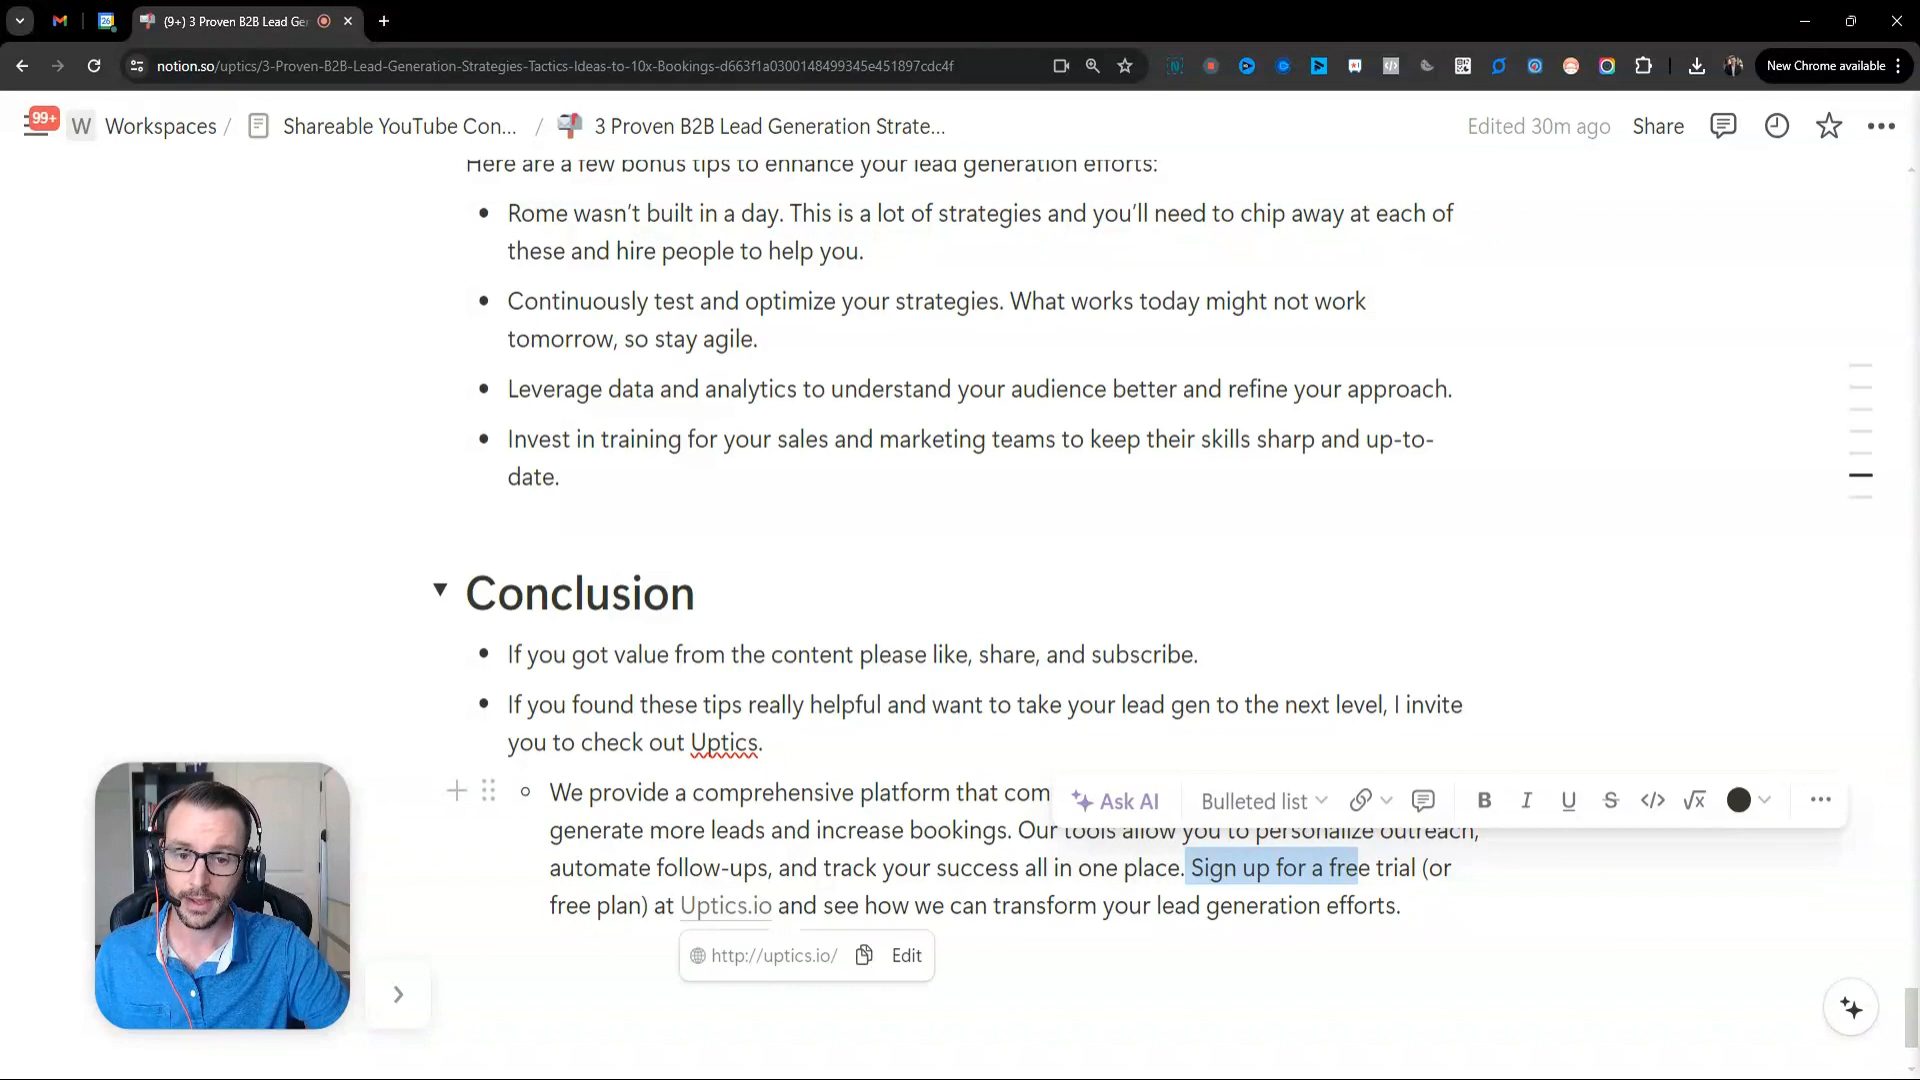 26
(9+) 3 Proven B2B Lead Ge
notion.so/uptics/3-Proven-B2B-Lead-Generation-Strategies-Tactics-Ideas-to-10x-Bookings-d663f1a0300148499345e451897cdc4f
New Chrome available
99+
W Workspaces / Shareable YouTube Con... / 3 Proven B2B Lead Generation Strate...
Edited 30m ago Share
Here are a few bonus tips to enhance your lead generation efforts:
• Rome wasn't built in a day. This is a lot of strategies and you'll need to chip away at each of
these and hire people to help you.
• Continuously test and optimize your strategies. What works today might not work
tomorrow, so stay agile.
• Leverage data and analytics to understand your audience better and refine your approach.
• Invest in training for your sales and marketing teams to keep their skills sharp and up-to-
date.
Conclusion
• If you got value from the content please like, share, and subscribe.
• If you found these tips really helpful and want to take your lead gen to the next level, I invite
you to check out Uptics.
We provide a comprehensive platform that com
Ask AI Bulleted list B I U S </> √x
generate more leads and increase bookings. Our tools allow you to personalize outreach,
automate follow-ups, and track your success all in one place. Sign up for a free trial (or
free plan) at Uptics.io and see how we can transform your lead generation efforts.
http://uptics.io/ Edit